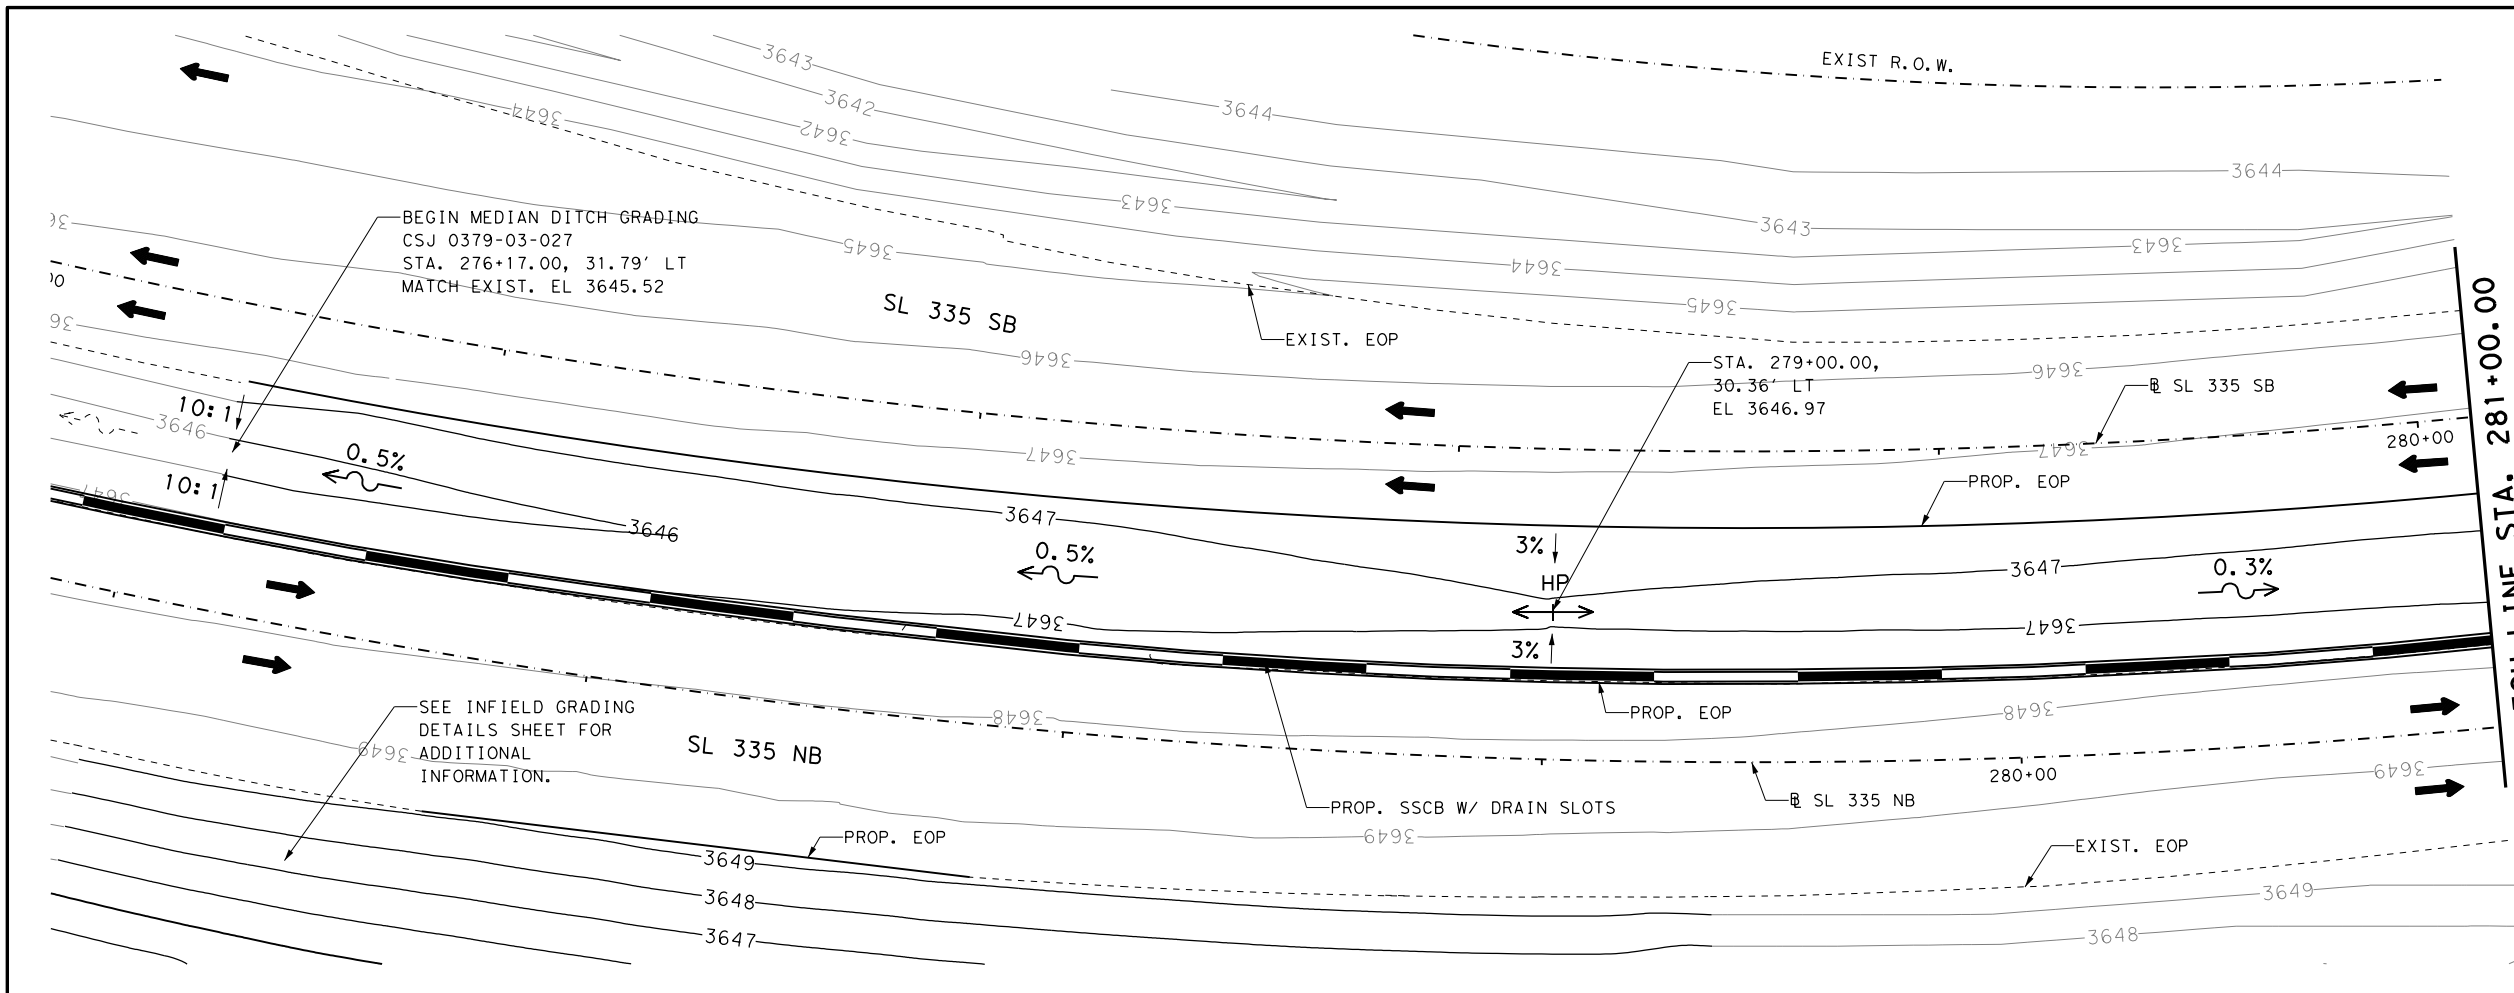 EXIST R.O.W.
3643
3642
3644
3644
3642
3644
3643
3643
3643
BEGIN MEDIAN DITCH GRADING
CSJ 0379-03-027
STA. 276+17.00, 31.79' LT
MATCH EXIST. EL 3645.52
3645
3644
3645
SL 335 SB
EXIST. EOP
3646
STA. 279+00.00,
30.36' LT
EL 3646.97
3646
℄ SL 335 SB
280+00
10:1
3646
0.5%
10:1
3647
3647
3647
PROP. EOP
3646
3647
0.5%
3%
HP
3647
0.3%
3647
3%
3647
281+00.00
LINE STA.
SEE INFIELD GRADING
DETAILS SHEET FOR
ADDITIONAL
INFORMATION.
3649
SL 335 NB
3648
PROP. EOP
3648
280+00
℄ SL 335 NB
3649
PROP. SSCB W/ DRAIN SLOTS
3649
PROP. EOP
EXIST. EOP
3649
3649
3648
3648
3647